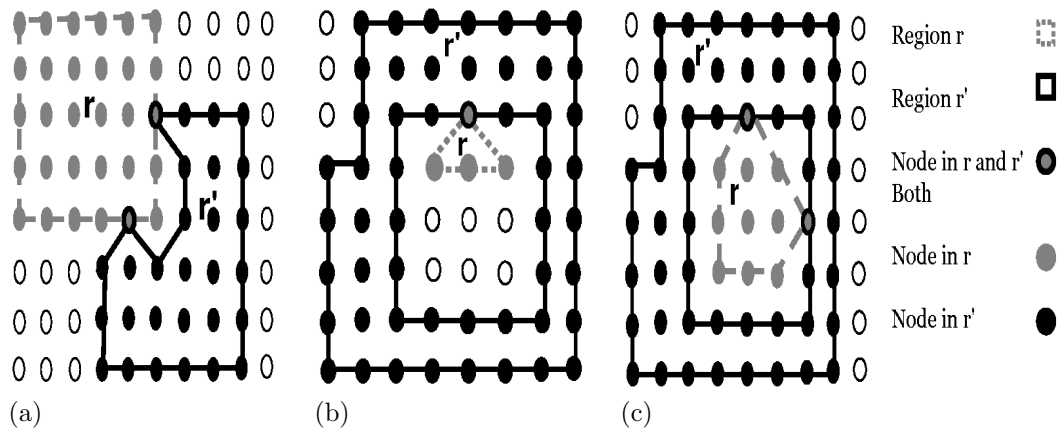 r
r'
r'
r
r'
r
Region r
Region r'
Node in r and r'
Both
Node in r
Node in r'
(a)
(b)
(c)